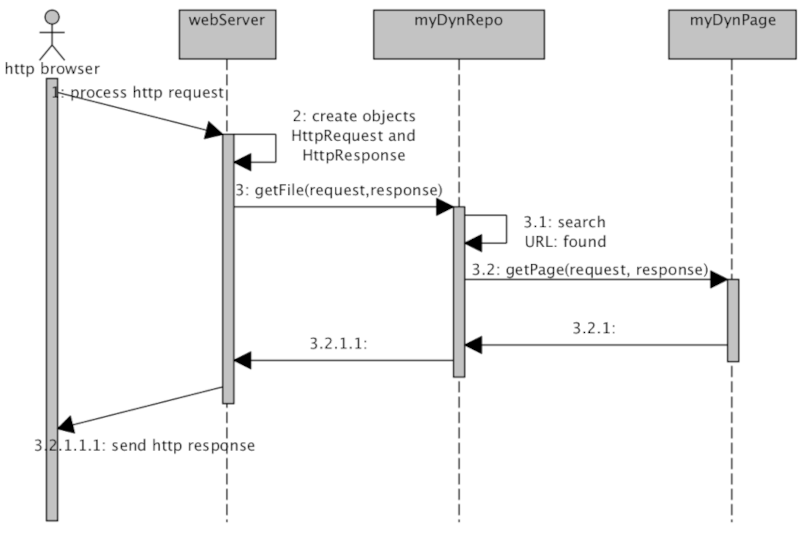 webServer
myDynRepo
myDynPage
http browser
1: process http request
2: create objects
HttpRequest and
HttpResponse
3: getFile(request,response)
3.1: search
URL: found
3.2: getPage(request, response)
3.2.1:
3.2.1.1:
3.2.1.1.1: send http response